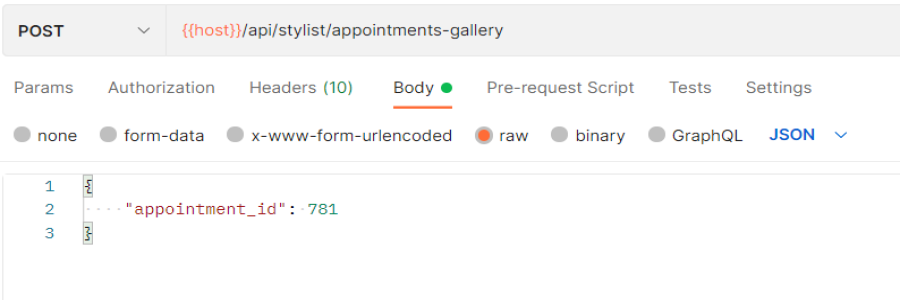 POST {{host}}/api/stylist/appointments-gallery
Params Authorization Headers (10) Body Pre-request Script Tests Settings
none form-data x-www-form-urlencoded raw binary GraphQL JSON
1 {
2 "appointment_id": 781
3 }